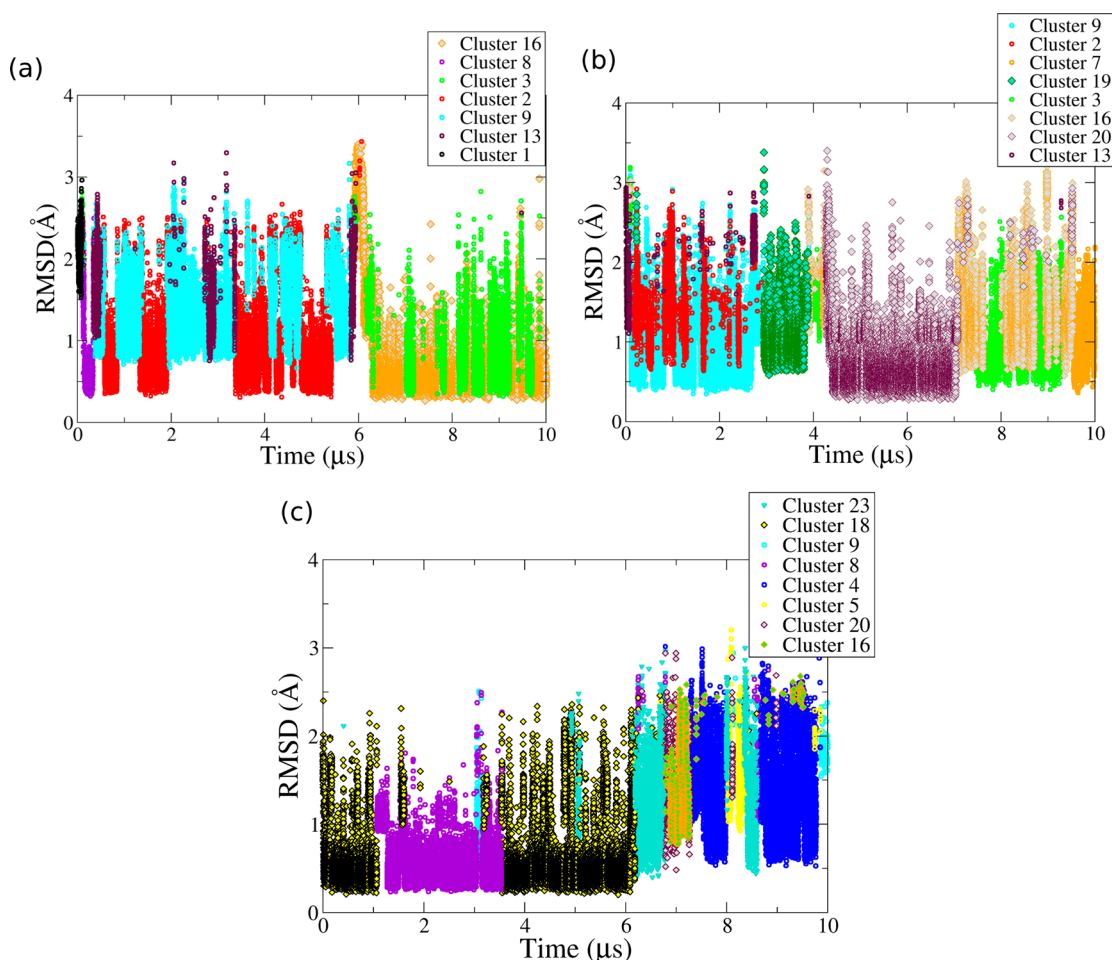 (a)
Cluster 16
Cluster 8
Cluster 3
Cluster 2
Cluster 9
Cluster 13
Cluster 1
4
3
2
1
0
RMSD(Å)
0 2 4 6 8 10
Time (μs)
(b)
Cluster 9
Cluster 2
Cluster 7
Cluster 19
Cluster 3
Cluster 16
Cluster 20
Cluster 13
4
3
2
1
0
RMSD (Å)
0 2 4 6 8 10
Time (μs)
(c)
Cluster 23
Cluster 18
Cluster 9
Cluster 8
Cluster 4
Cluster 5
Cluster 20
Cluster 16
4
3
2
1
0
RMSD (Å)
0 2 4 6 8 10
Time (μs)